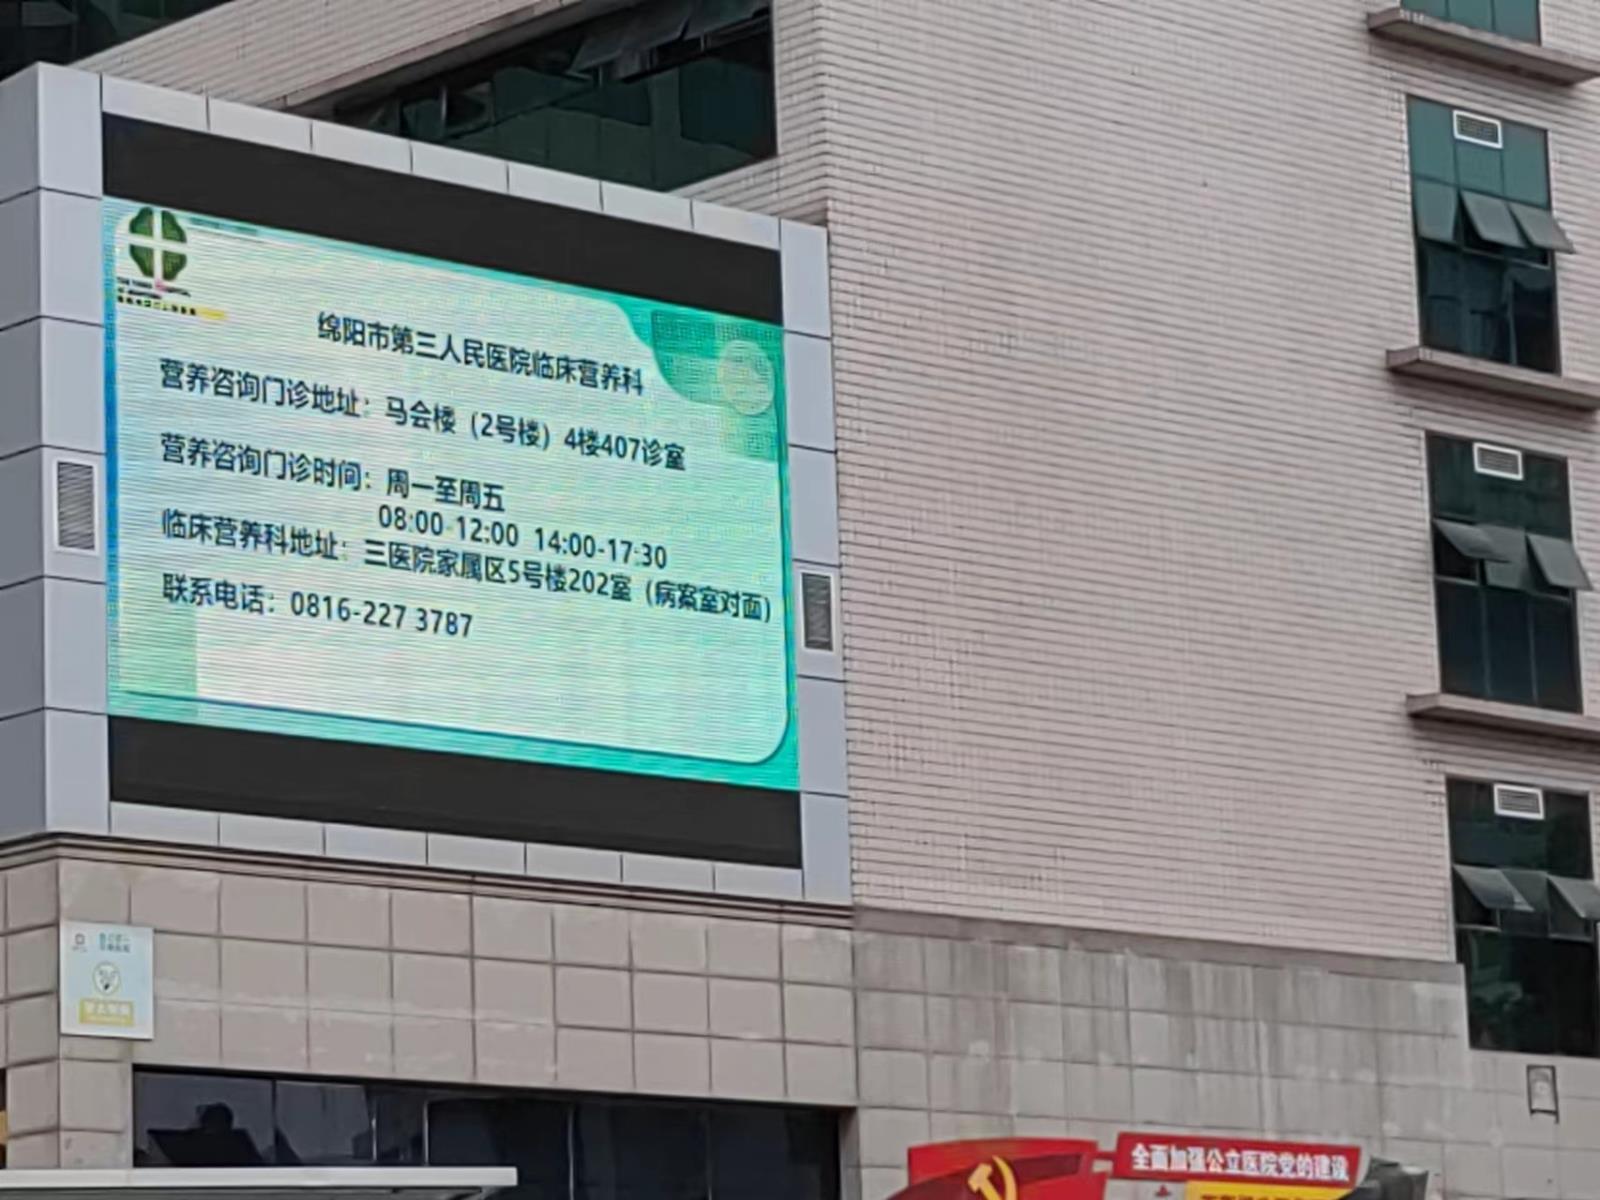 绵阳市第三人民医院临床营养科
营养咨询门诊地址：马会楼（2号楼）4楼407诊室
营养咨询门诊时间：周一至周五
08:00-12:00 14:00-17:30
临床营养科地址：三医院家属区5号楼202室（病案室对面）
联系电话：0816-227 3787
全面加强公立医院党的建设